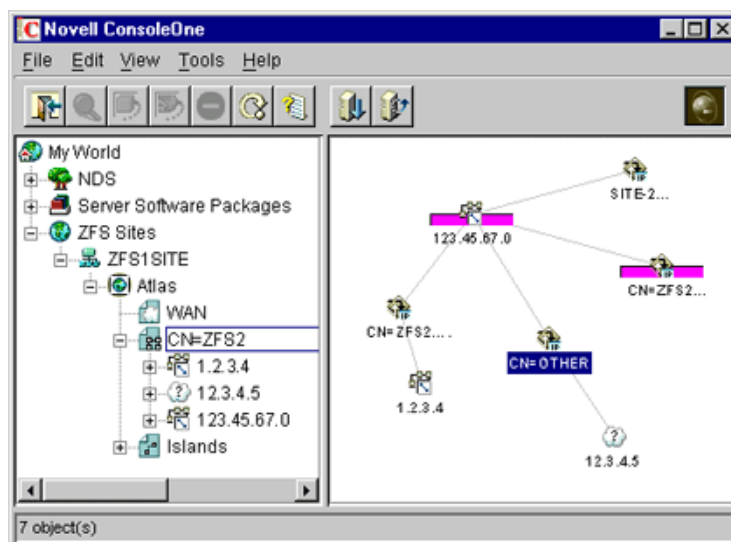 Novell ConsoleOne
File Edit View Tools Help
My World
NDS
Server Software Packages
ZFS Sites
ZFS1SITE
Atlas
WAN
CN=ZFS2
1.2.3.4
12.3.4.5
123.45.67.0
Islands
SITE-2...
123.45.67.0
CN=ZFS2...
CN=ZFS2....
CN=OTHER
1.2.3.4
12.3.4.5
7 object(s)